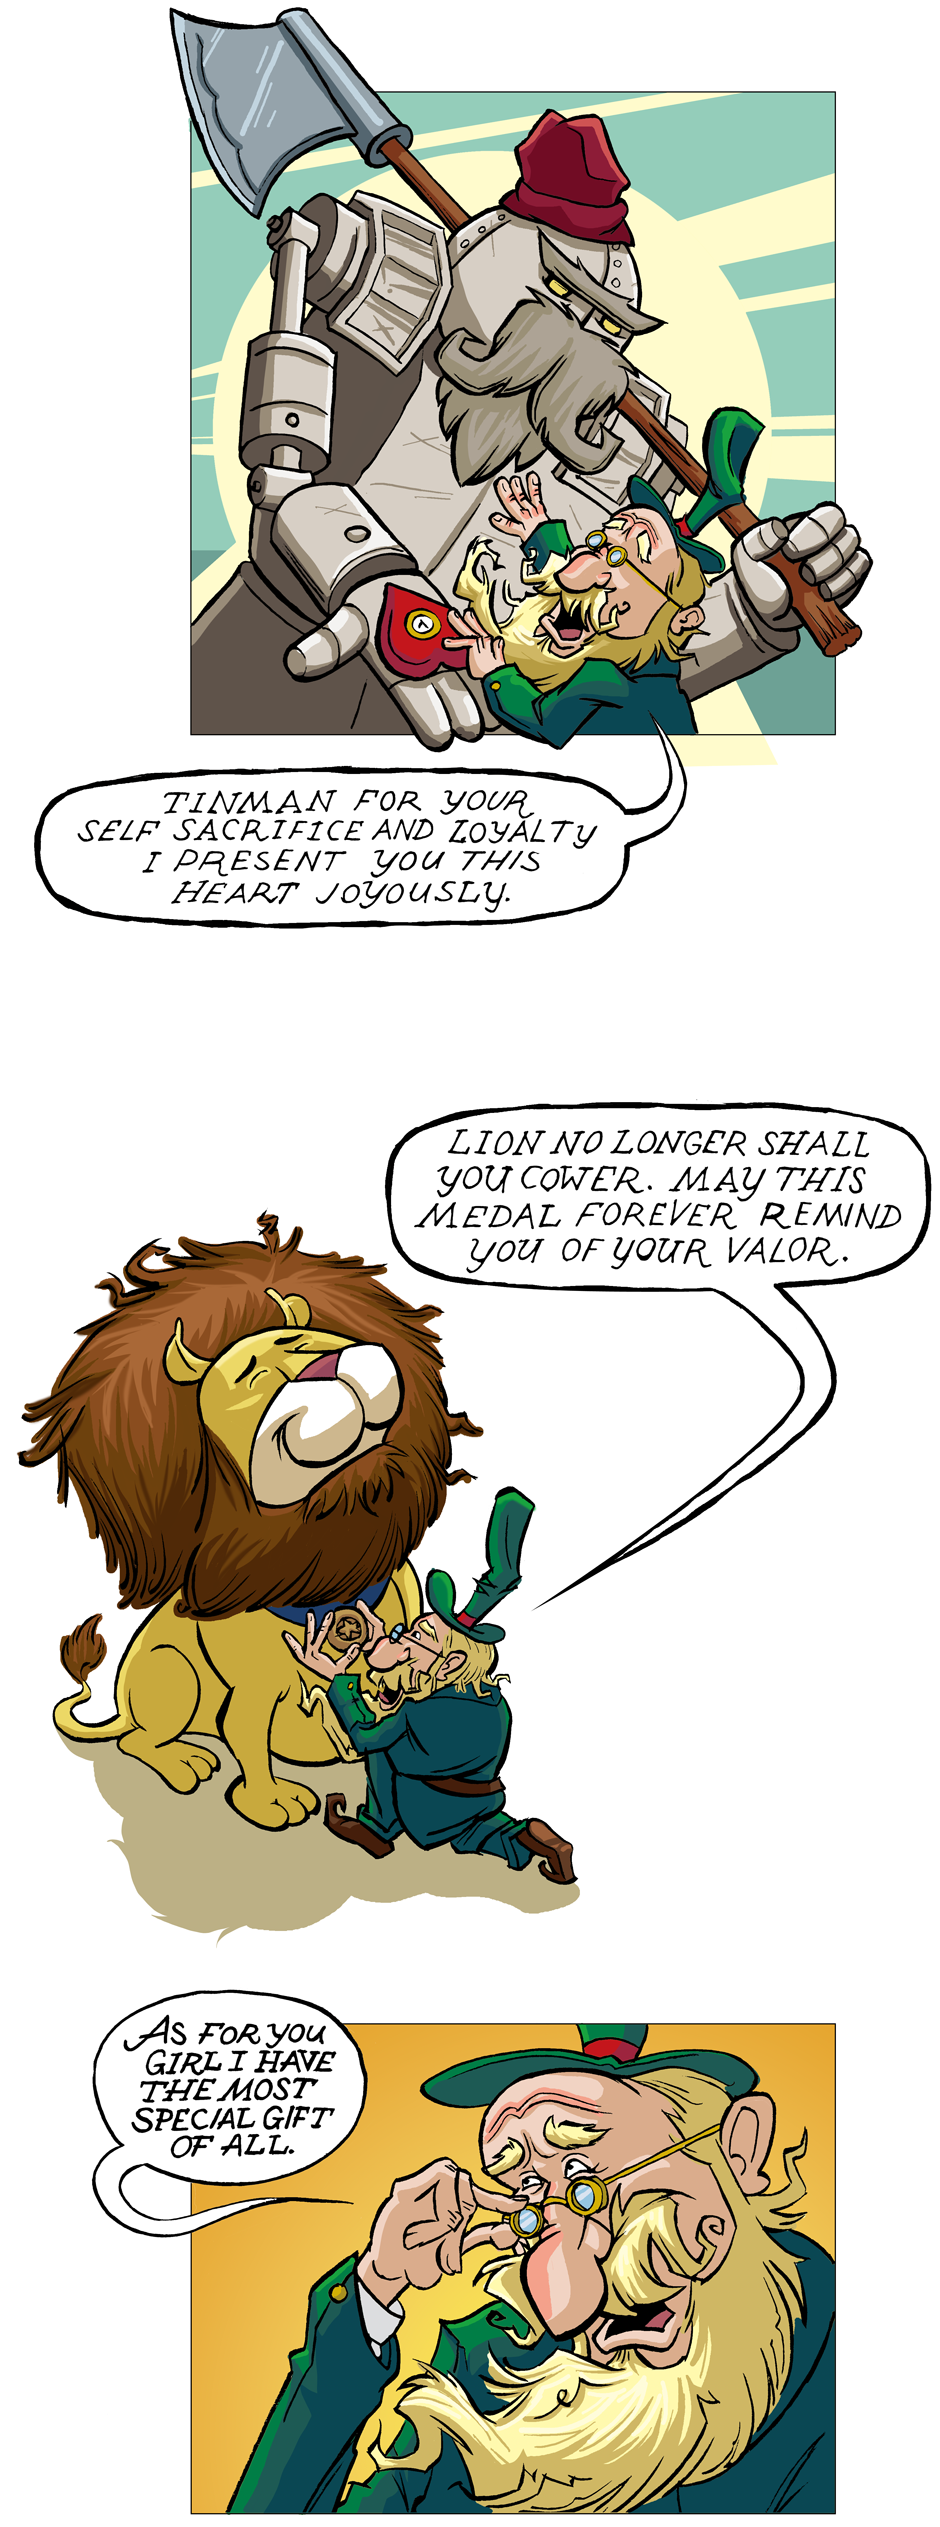 TINMAN FOR YOUR
SELF SACRIFICE AND LOYALTY
I PRESENT YOU THIS
HEART JOYOUSLY.
LION NO LONGER SHALL
YOU COWER. MAY THIS
MEDAL FOREVER REMIND
YOU OF YOUR VALOR.
AS FOR YOU
GIRL I HAVE
THE MOST
SPECIAL GIFT
OF ALL.